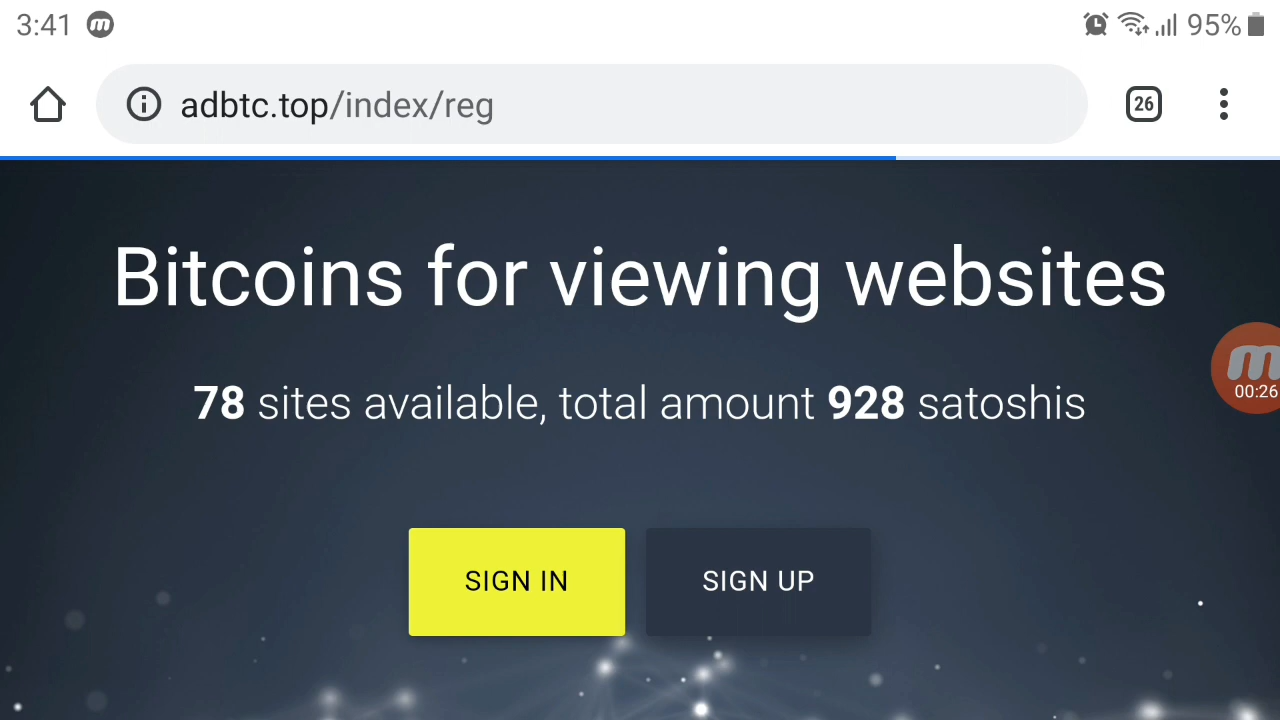 3:41 m 95%
adbtc.top/index/reg 26
Bitcoins for viewing websites
78 sites available, total amount 928 satoshis
m
00:26
SIGN IN SIGN UP